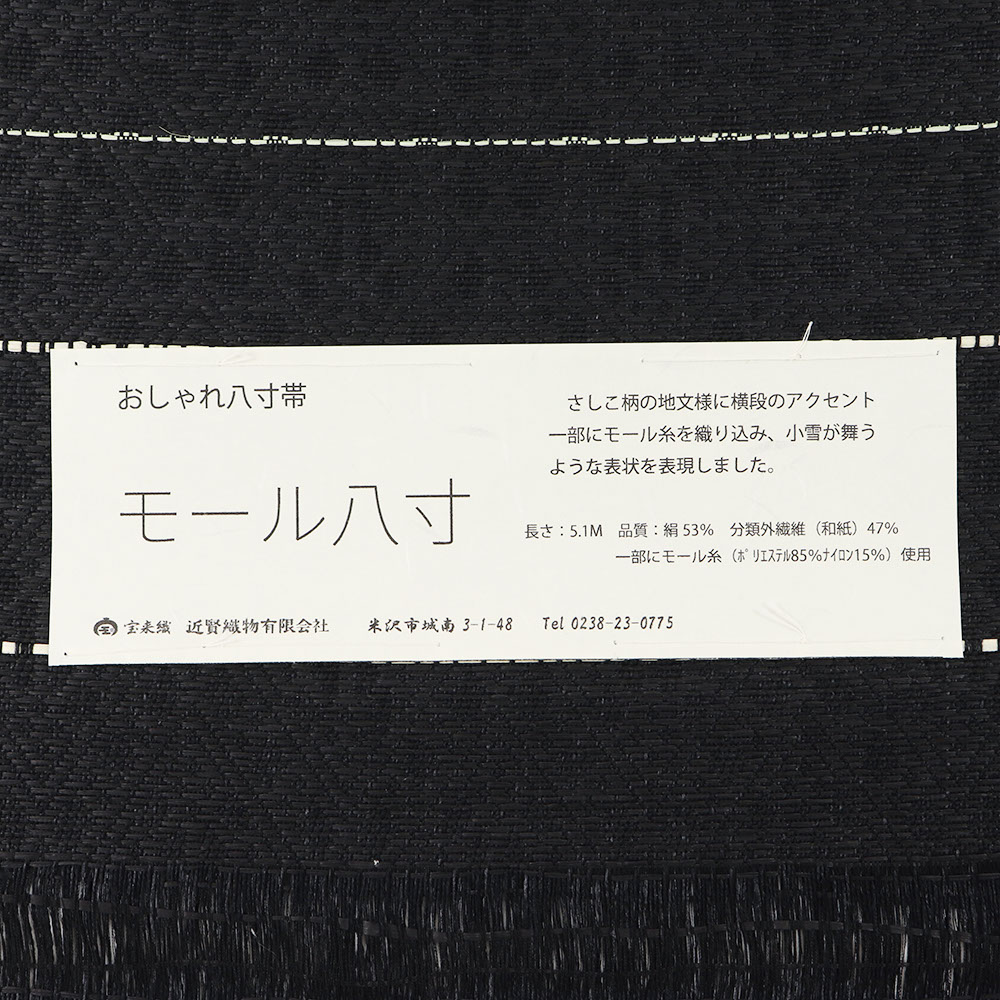 おしゃれ八寸帯
モール八寸
さしこ柄の地文様に横段のアクセント
一部にモール糸を織り込み、小雪が舞う
ような表状を表現しました。
長さ：5.1M 品質：絹53% 分類外繊維（和紙）47%
一部にモール糸（ﾎﾟﾘｴｽﾃﾙ85%ﾅｲﾛﾝ15%）使用
宝来織 近賢織物有限会社 米沢市城南3-1-48 Tel 0238-23-0775